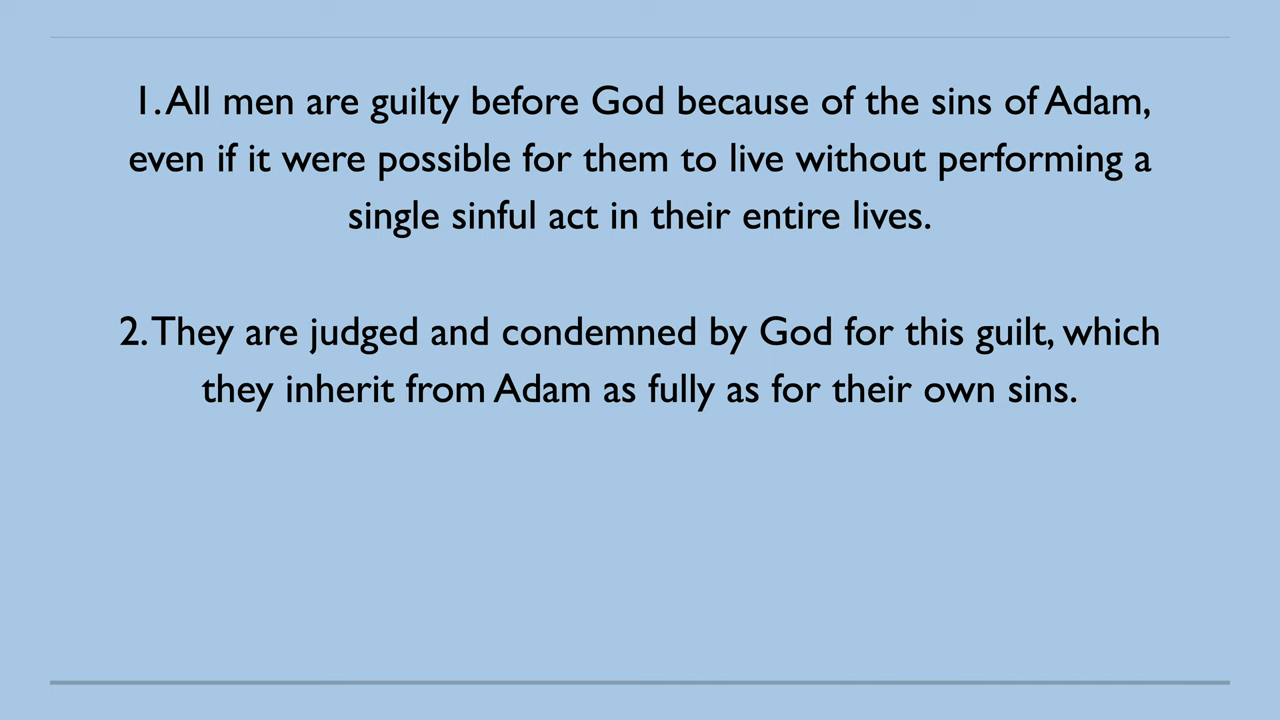 1. All men are guilty before God because of the sins of Adam,
even if it were possible for them to live without performing a
single sinful act in their entire lives.
2. They are judged and condemned by God for this guilt, which
they inherit from Adam as fully as for their own sins.